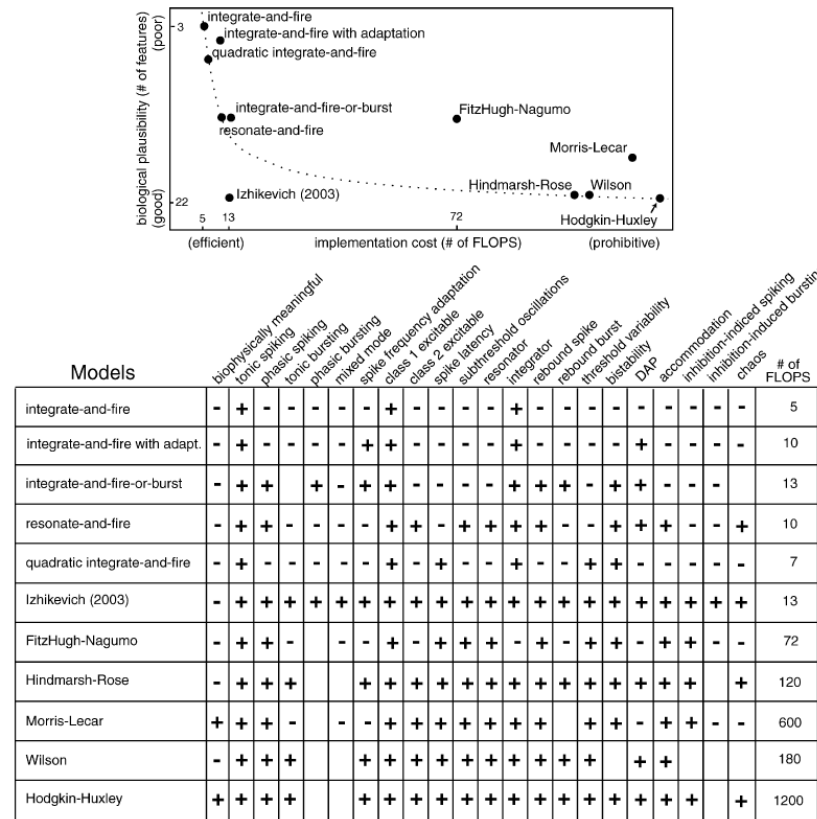 biological plausibility (# of features)
(poor)
(good)
3
22
integrate-and-fire
integrate-and-fire with adaptation
quadratic integrate-and-fire
integrate-and-fire-or-burst
resonate-and-fire
FitzHugh-Nagumo
Morris-Lecar
Hindmarsh-Rose
Wilson
Izhikevich (2003)
Hodgkin-Huxley
5 13 72
(efficient) implementation cost (# of FLOPS) (prohibitive)
Models
biophysically meaningful
tonic spiking
phasic spiking
tonic bursting
phasic bursting
mixed mode
spike frequency adaptation
class 1 excitable
class 2 excitable
spike latency
subthreshold oscillations
resonator
integrator
rebound spike
rebound burst
threshold variability
bistability
DAP
accommodation
inhibition-indiced spiking
inhibition-induced bursting
chaos
# of
FLOPS
integrate-and-fire - + - - - - - + - - - - + - - - - - - - - - 5
integrate-and-fire with adapt. - + - - - - + + - - - - + - - - - + - - - - 10
integrate-and-fire-or-burst - + + + - + + - - - - + + + - + + - - - 13
resonate-and-fire - + + - - - - + + - + + + + - - + + + - - + 10
quadratic integrate-and-fire - + - - - - - + - + - - + - - + + - - - - - 7
Izhikevich (2003) - + + + + + + + + + + + + + + + + + + + + + 13
FitzHugh-Nagumo - + + - - - + - + + + - + - + + - + + - - 72
Hindmarsh-Rose - + + + + + + + + + + + + + + + + + + 120
Morris-Lecar + + + - - - + + + + + + + + + - + + - - 600
Wilson - + + + + + + + + + + + + + + + 180
Hodgkin-Huxley + + + + + + + + + + + + + + + + + + + 1200